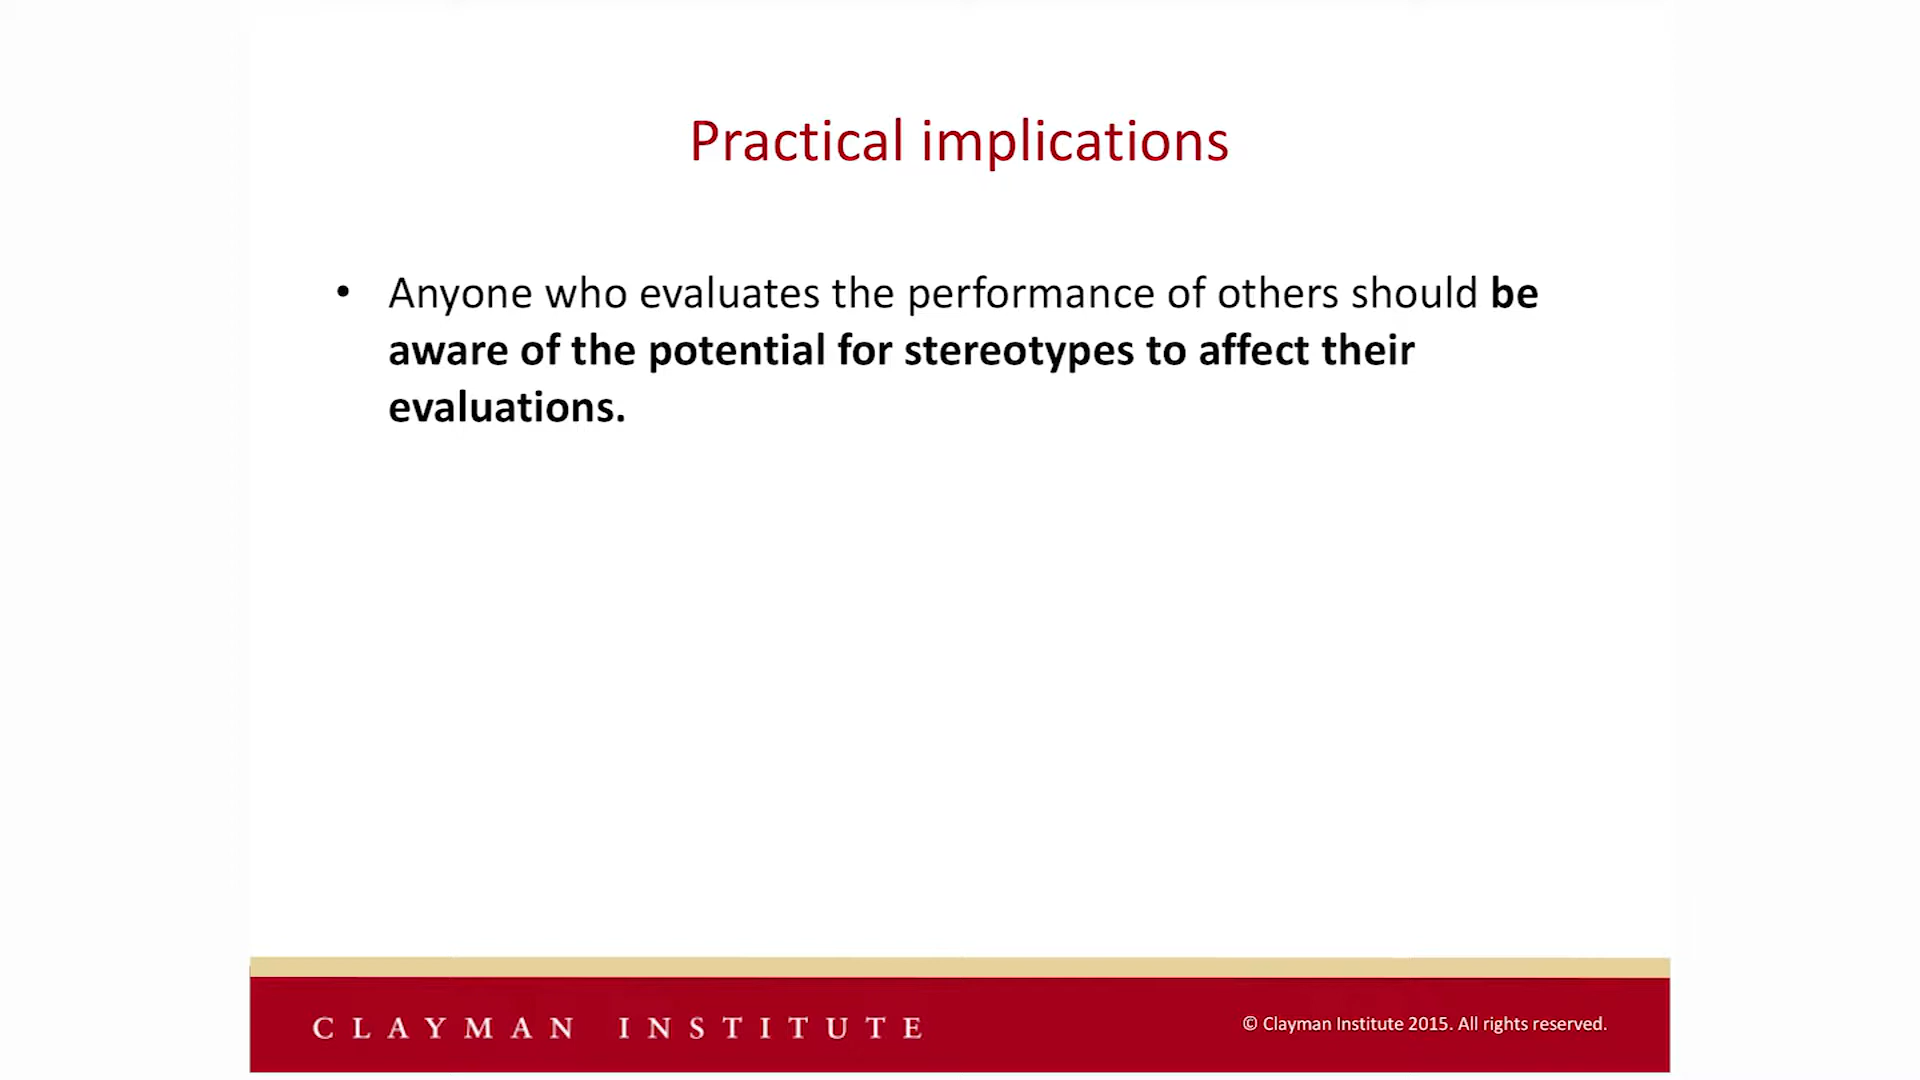 Practical implications
• Anyone who evaluates the performance of others should be
aware of the potential for stereotypes to affect their
evaluations.
CLAYMAN INSTITUTE
© Clayman Institute 2015. All rights reserved.